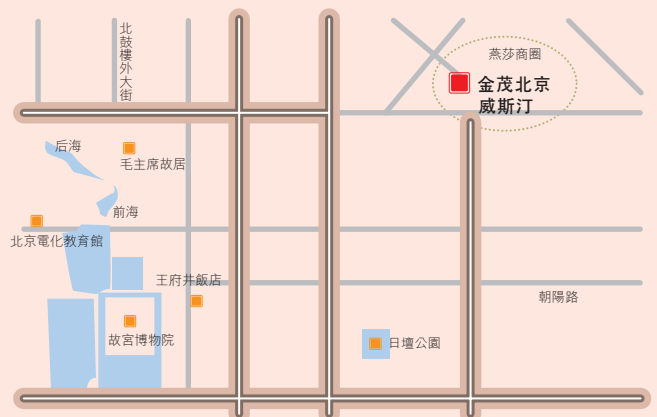 北鼓樓外大街
燕莎商圈
金茂北京
威斯汀
后海
毛主席故居
前海
北京電化教育館
王府井飯店
朝陽路
故宮博物院
日壇公園